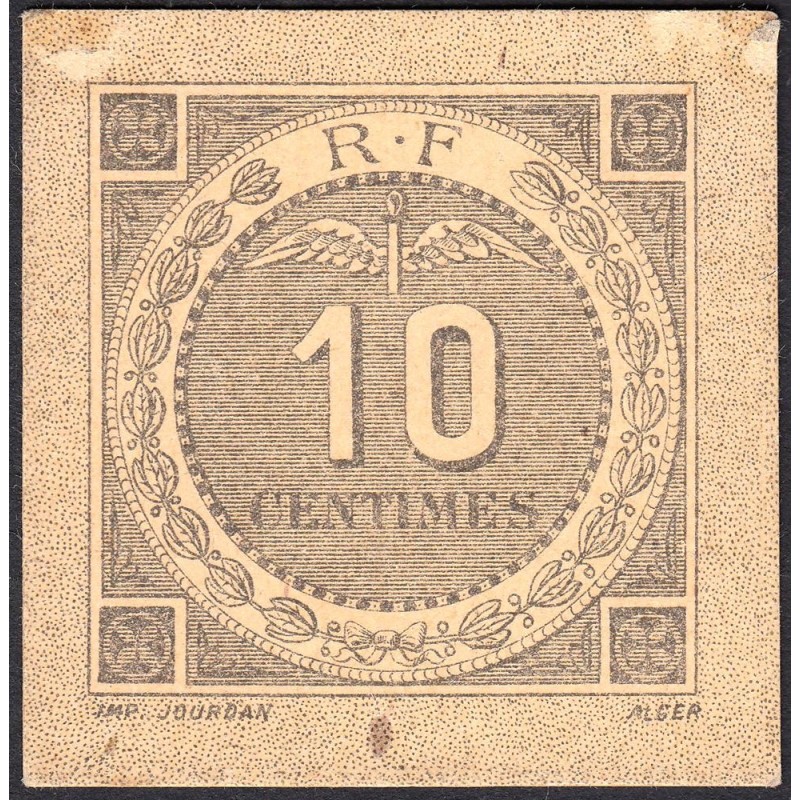 R·F
10
CENTIMES
IMP. JOURDAN ALGER